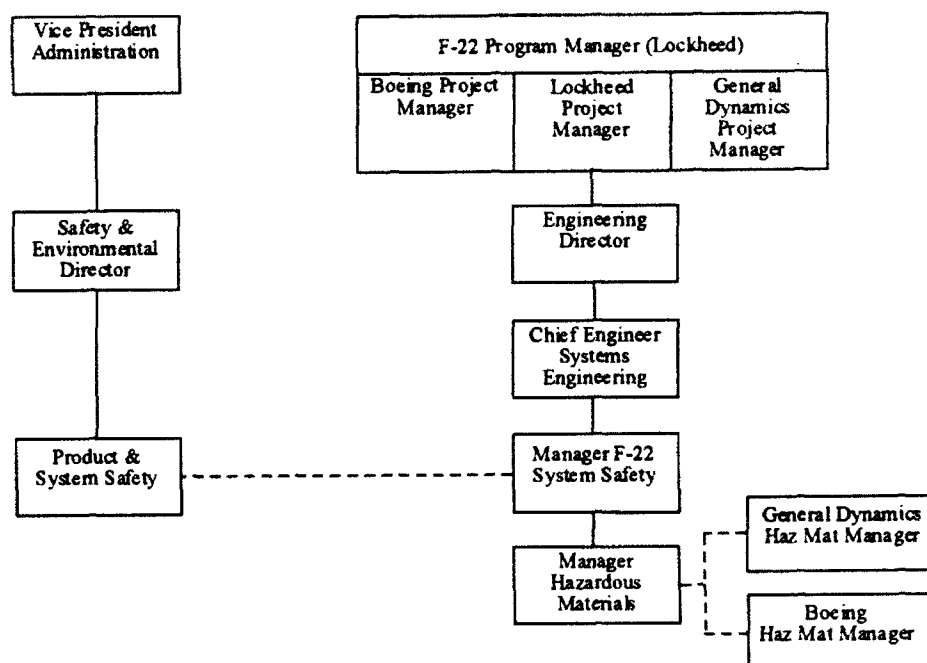 Vice President
Administration
F-22 Program Manager (Lockheed)
Boeing Project
Manager
Lockheed
Project
Manager
General
Dynamics
Project
Manager
Safety &
Environmental
Director
Engineering
Director
Chief Engineer
Systems
Engineering
Product &
System Safety
Manager F-22
System Safety
General Dynamics
Haz Mat Manager
Manager
Hazardous
Materials
Boeing
Haz Mat Manager